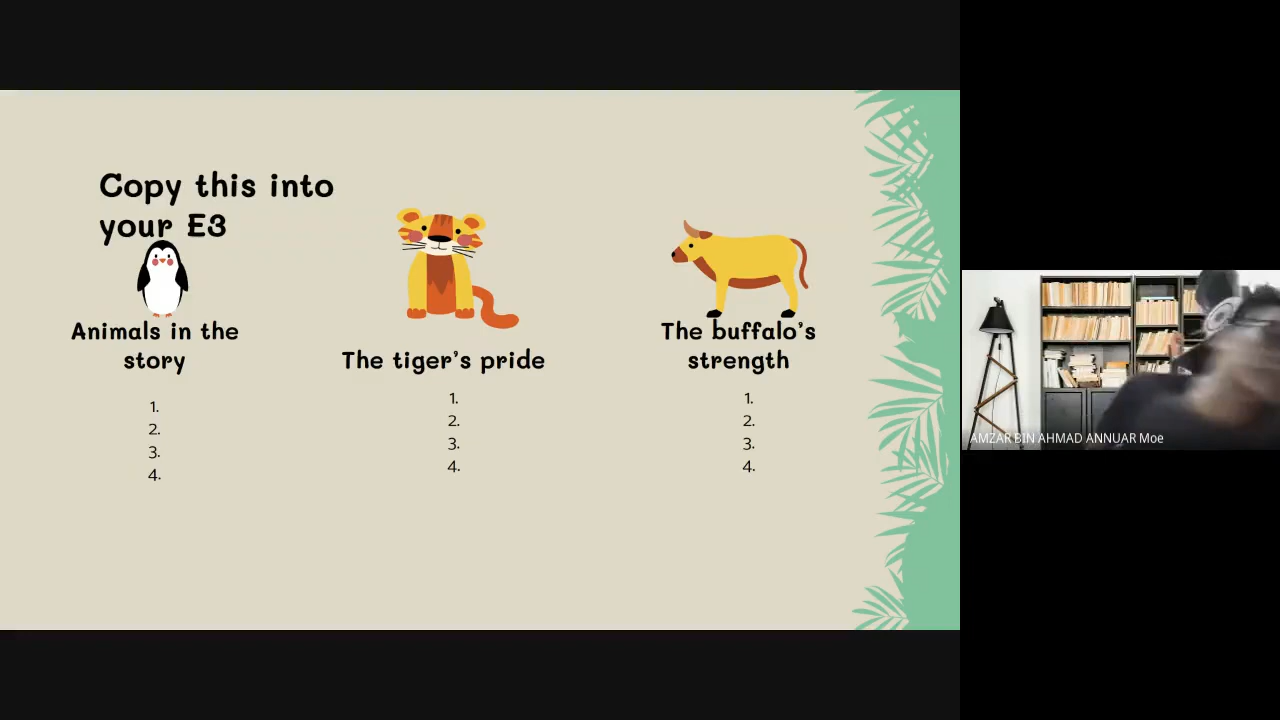 Copy this into
your E3
Animals in the
story
1.
2.
3.
4.
The tiger's pride
1.
2.
3.
4.
The buffalo's
strength
1.
2.
3.
4.
AMZAR BIN AHMAD ANNUAR Moe